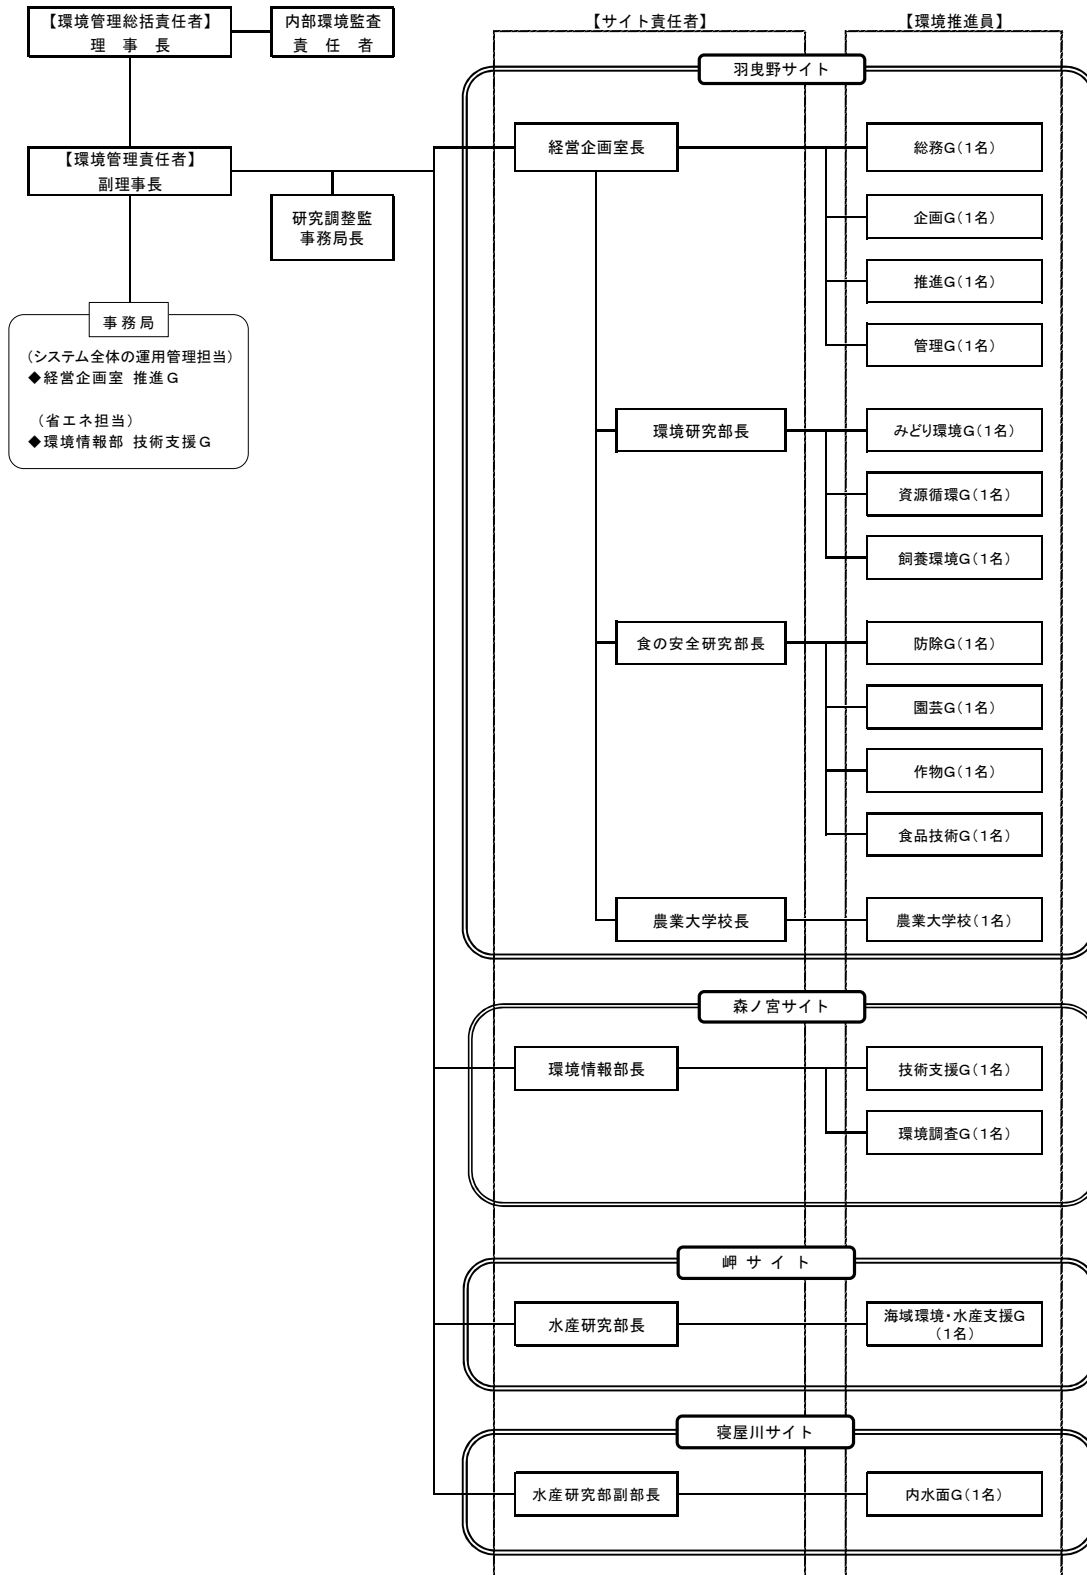 【環境管理総括責任者】
理 事 長
内部環境監査
責 任 者
【環境管理責任者】
副理事長
研究調整監
事務局長
事務局
(システム全体の運用管理担当)
◆経営企画室 推進G
(省エネ担当)
◆環境情報部 技術支援G
【サイト責任者】
【環境推進員】
羽曳野サイト
経営企画室長
総務G(1名)
企画G(1名)
推進G(1名)
管理G(1名)
環境研究部長
みどり環境G(1名)
資源循環G(1名)
飼養環境G(1名)
食の安全研究部長
防除G(1名)
園芸G(1名)
作物G(1名)
食品技術G(1名)
農業大学校長
農業大学校(1名)
森ノ宮サイト
環境情報部長
技術支援G(1名)
環境調査G(1名)
岬 サ イ ト
水産研究部長
海域環境・水産支援G
(1名)
寝屋川サイト
水産研究部副部長
内水面G(1名)